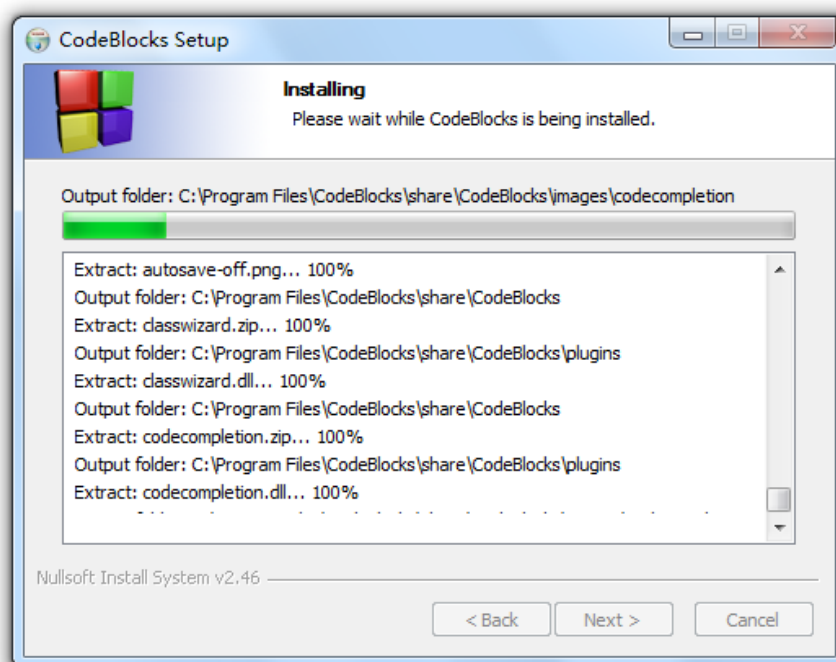 CodeBlocks Setup
Installing
Please wait while CodeBlocks is being installed.
Output folder: C:\Program Files\CodeBlocks\share\CodeBlocks\images\codecompletion
Extract: autosave-off.png... 100%
Output folder: C:\Program Files\CodeBlocks\share\CodeBlocks
Extract: classwizard.zip... 100%
Output folder: C:\Program Files\CodeBlocks\share\CodeBlocks\plugins
Extract: classwizard.dll... 100%
Output folder: C:\Program Files\CodeBlocks\share\CodeBlocks
Extract: codecompletion.zip... 100%
Output folder: C:\Program Files\CodeBlocks\share\CodeBlocks\plugins
Extract: codecompletion.dll... 100%
Nullsoft Install System v2.46
< Back Next > Cancel